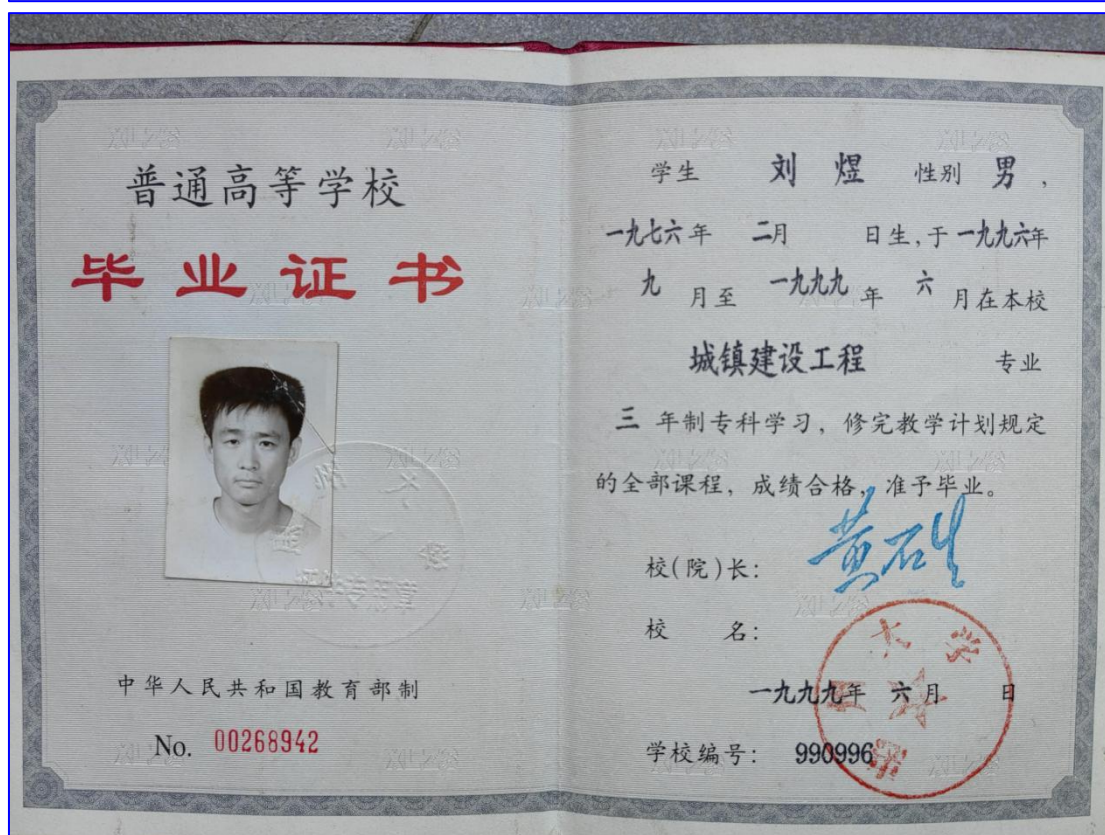 普通高等学校
毕业证书
中华人民共和国教育部制
No. 00268942
学生 刘煜 性别 男，
一九七六年 二月 日生，于一九九六年
九 月至 一九九九 年 六 月在本校
城镇建设工程 专业
三 年制专科学习，修完教学计划规定
的全部课程，成绩合格，准予毕业。
校(院)长：
校 名：
大学
一九九九年 六月 日
学校编号： 990996